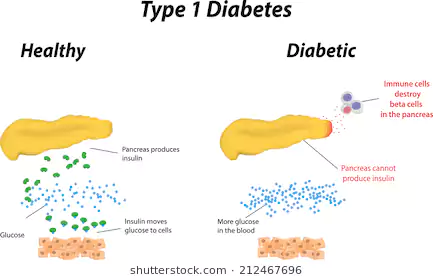 Type 1 Diabetes
Healthy
Diabetic
Immune cells
destroy
beta cells
in the pancreas
Pancreas produces
insulin
Pancreas cannot
produce insulin
Glucose
Insulin moves
glucose to cells
More glucose
in the blood
shutterstock.com · 212467696